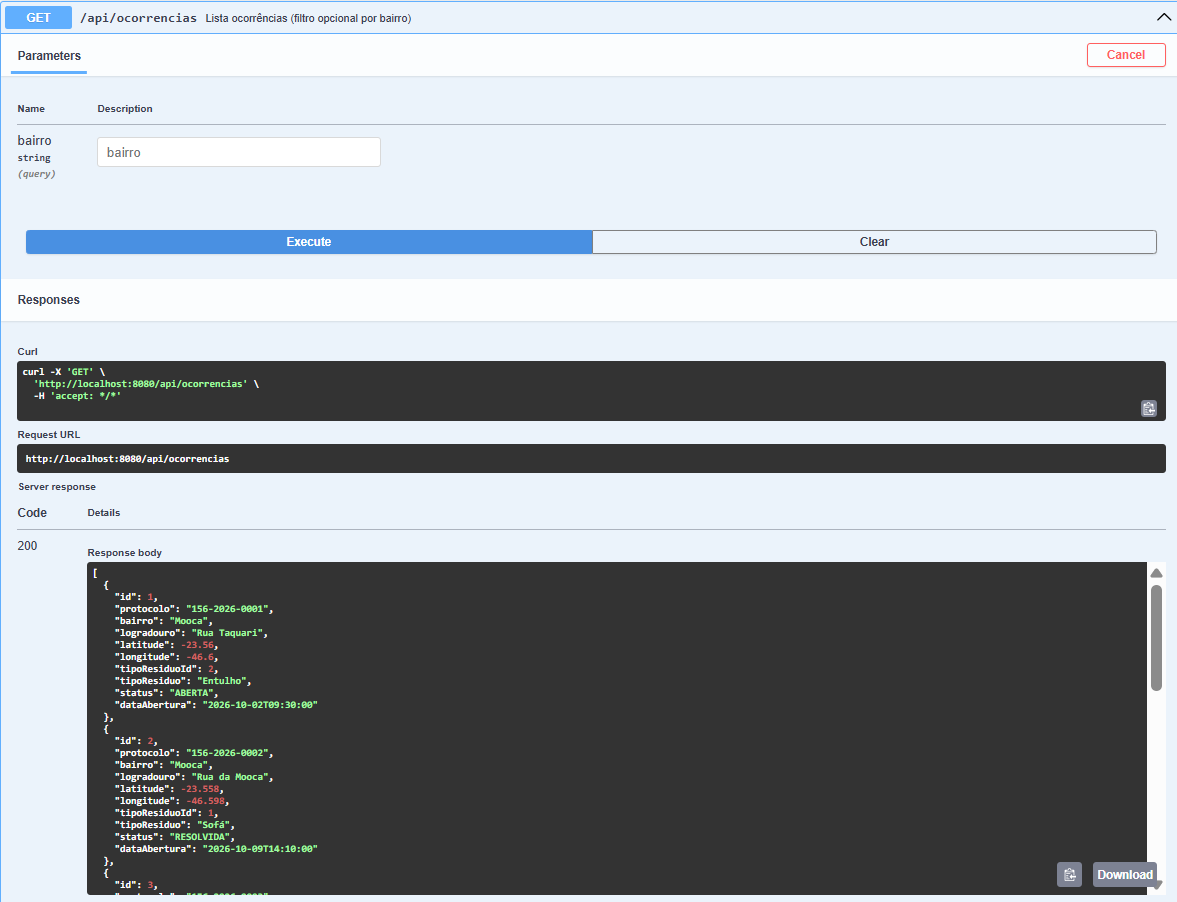 GET /api/ocorrencias Lista ocorrências (filtro opcional por bairro)
Parameters Cancel
Name Description
bairro
string
(query)
bairro
Execute Clear
Responses
Curl
curl -X 'GET' \
'http://localhost:8080/api/ocorrencias' \
-H 'accept: */*'
Request URL
http://localhost:8080/api/ocorrencias
Server response
Code Details
200
Response body
[
{
"id": 1,
"protocolo": "156-2026-0001",
"bairro": "Mooca",
"logradouro": "Rua Taquari",
"latitude": -23.56,
"longitude": -46.6,
"tipoResiduoId": 2,
"tipoResiduo": "Entulho",
"status": "ABERTA",
"dataAbertura": "2026-10-02T09:30:00"
},
{
"id": 2,
"protocolo": "156-2026-0002",
"bairro": "Mooca",
"logradouro": "Rua da Mooca",
"latitude": -23.558,
"longitude": -46.598,
"tipoResiduoId": 1,
"tipoResiduo": "Sofá",
"status": "RESOLVIDA",
"dataAbertura": "2026-10-09T14:10:00"
},
{
"id": 3,
Download